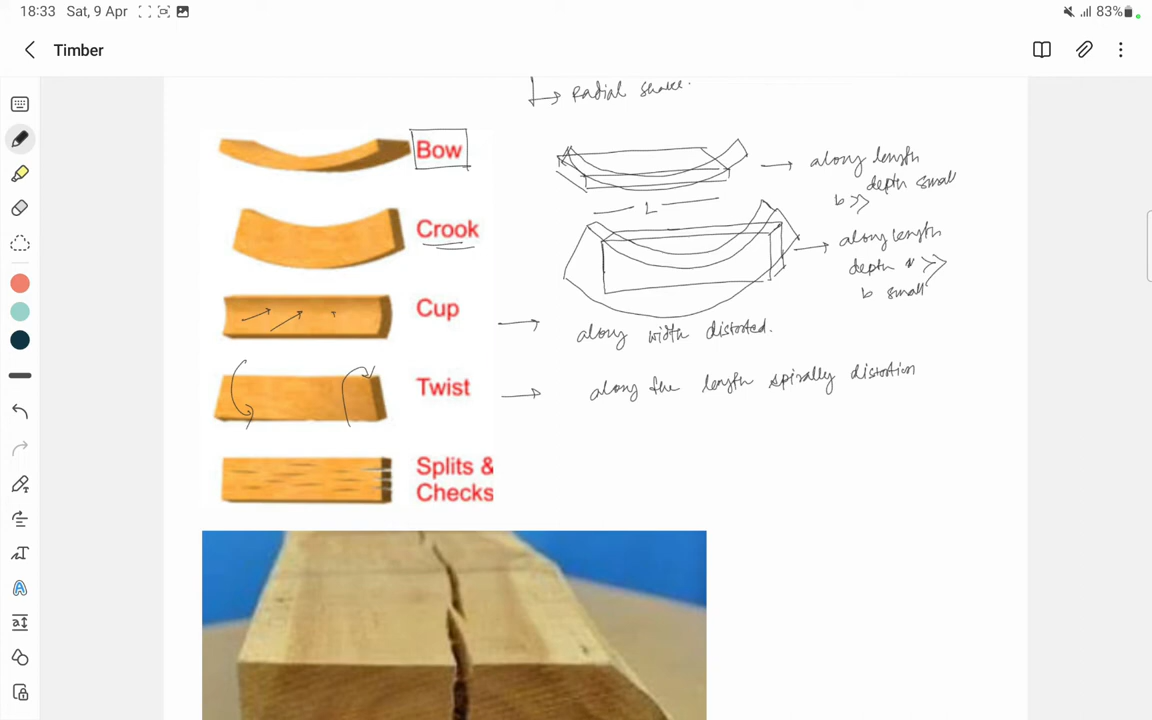 18:33 Sat, 9 Apr 83%
Timber
Radial shake.
Bow
along length
depth small
b >>
L
Crook
along length
depth >>
b small
Cup
along width distorted.
Twist
along the length spirally distortion
Splits &
Checks